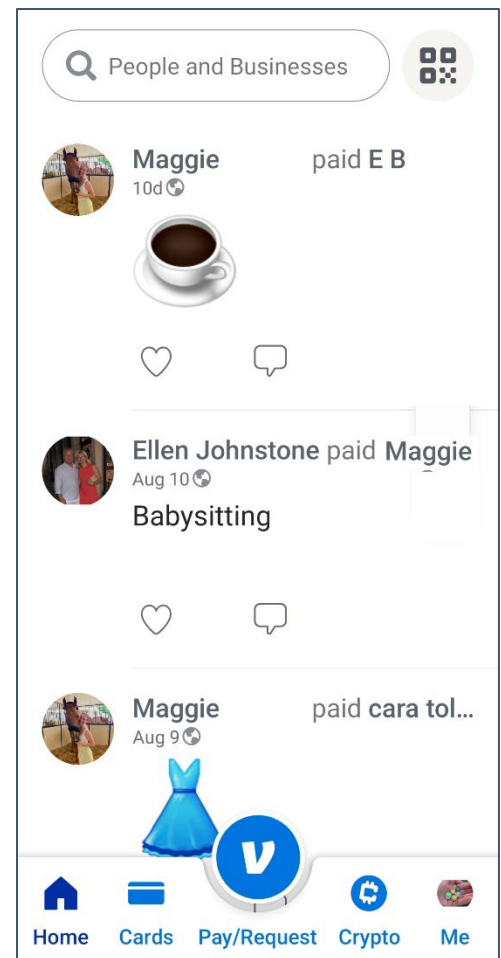 People and Businesses
Maggie paid E B
10d
Ellen Johnstone paid Maggie
Aug 10
Babysitting
Maggie paid cara tol...
Aug 9
V
Home Cards Pay/Request Crypto Me